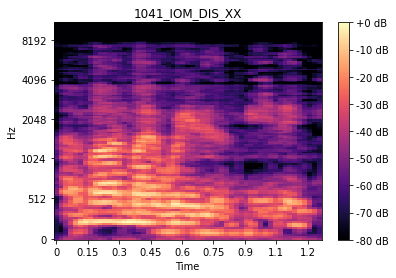 1041_IOM_DIS_XX
8192
4096
2048
1024
512
0
Hz
0
0.15
0.3
0.45
0.6
0.75
0.9
1.1
1.2
Time
+0 dB
-10 dB
-20 dB
-30 dB
-40 dB
-50 dB
-60 dB
-70 dB
-80 dB